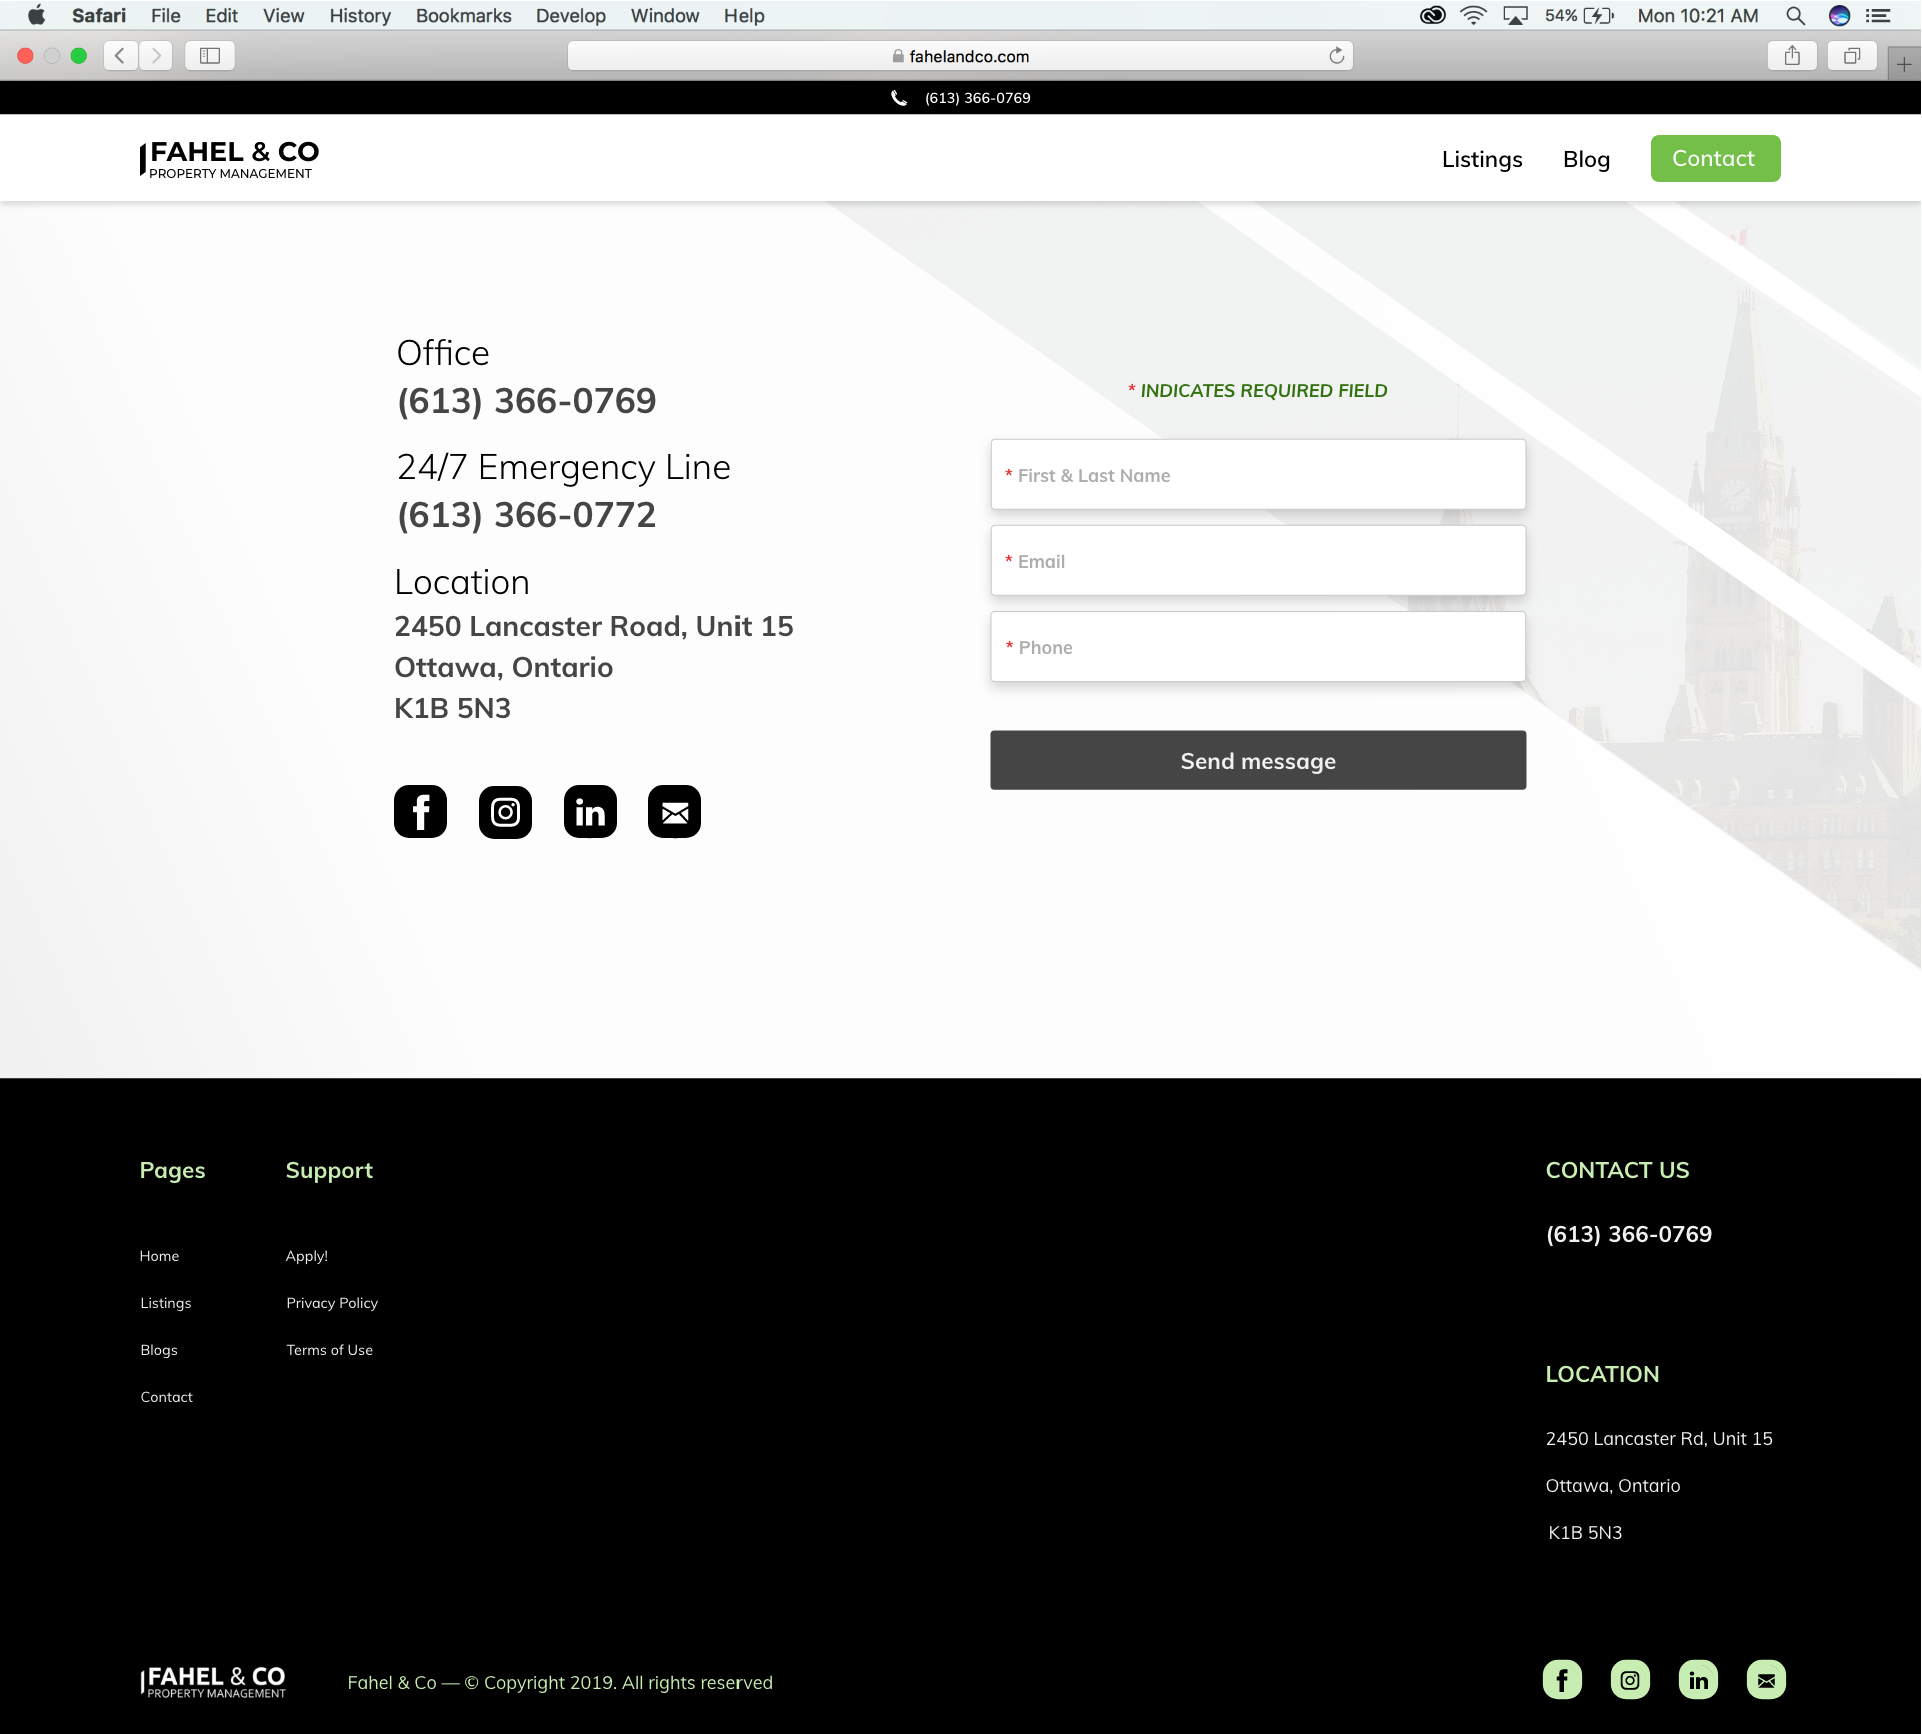 Safari File Edit View History Bookmarks Develop Window Help 54% Mon 10:21 AM
fahelandco.com
(613) 366-0769
FAHEL & CO
PROPERTY MANAGEMENT
Listings Blog Contact
Office
(613) 366-0769
24/7 Emergency Line
(613) 366-0772
Location
2450 Lancaster Road, Unit 15
Ottawa, Ontario
K1B 5N3
* INDICATES REQUIRED FIELD
* First & Last Name
* Email
* Phone
Send message
Pages
Home
Listings
Blogs
Contact
Support
Apply!
Privacy Policy
Terms of Use
CONTACT US
(613) 366-0769
LOCATION
2450 Lancaster Rd, Unit 15
Ottawa, Ontario
K1B 5N3
FAHEL & CO
PROPERTY MANAGEMENT
Fahel & Co — © Copyright 2019. All rights reserved